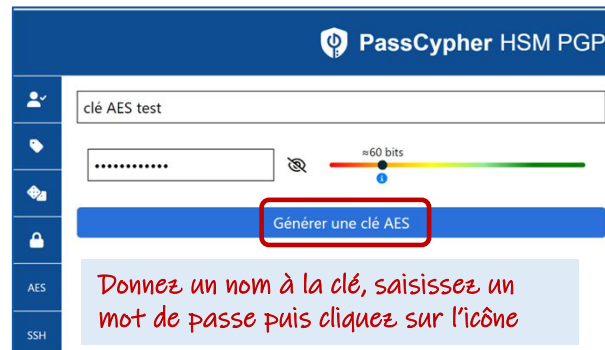 PassCypher HSM PGP
clé AES test
••••••••••••
≈60 bits
Générer une clé AES
AES
SSH
Donnez un nom à la clé, saisissez un
mot de passe puis cliquez sur l'icône